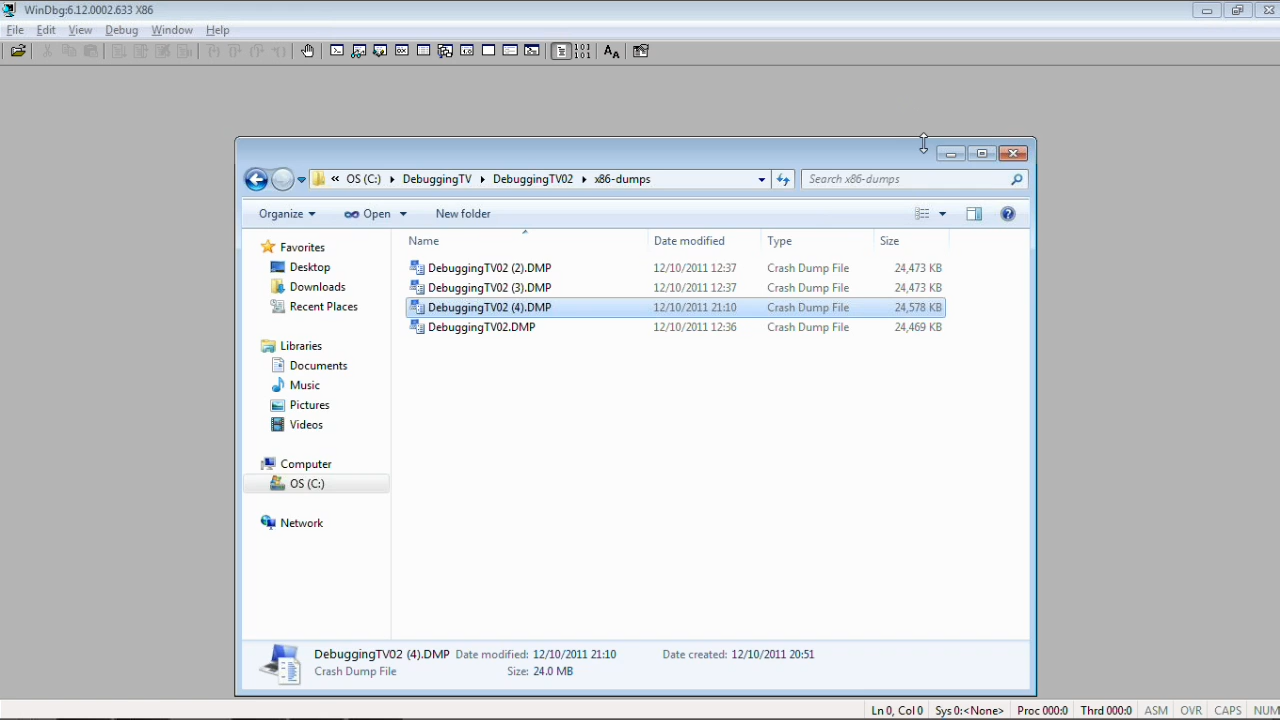 WinDbg:6.12.0002.633 X86
File Edit View Debug Window Help
« OS (C:) DebuggingTV DebuggingTV02 x86-dumps Search x86-dumps
Organize Open New folder
Name Date modified Type Size
Favorites
Desktop
Downloads
Recent Places
Libraries
Documents
Music
Pictures
Videos
Computer
OS (C:)
Network
DebuggingTV02 (2).DMP 12/10/2011 12:37 Crash Dump File 24,473 KB
DebuggingTV02 (3).DMP 12/10/2011 12:37 Crash Dump File 24,473 KB
DebuggingTV02 (4).DMP 12/10/2011 21:10 Crash Dump File 24,578 KB
DebuggingTV02.DMP 12/10/2011 12:36 Crash Dump File 24,469 KB
DebuggingTV02 (4).DMP Date modified: 12/10/2011 21:10 Date created: 12/10/2011 20:51
Crash Dump File Size: 24.0 MB
Ln 0, Col 0 Sys 0:<None> Proc 000:0 Thrd 000:0 ASM OVR CAPS NUM